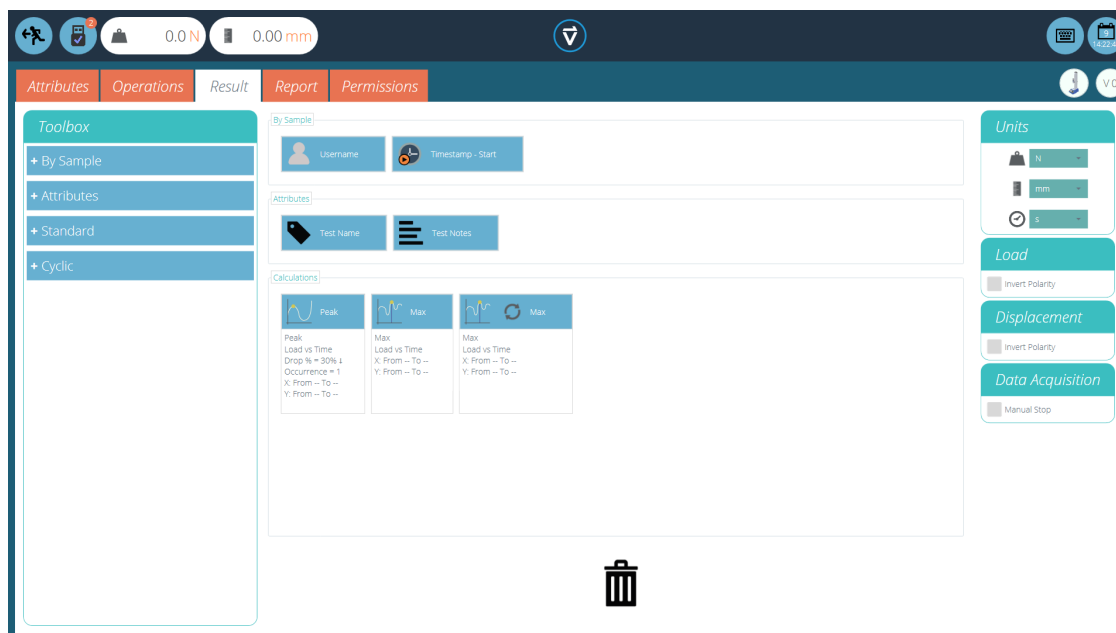 2
0.0 N
0.00 mm
9
Attributes
Operations
Result
Report
Permissions
Toolbox
+ By Sample
+ Attributes
+ Standard
+ Cyclic
By Sample
Username
Timestamp - Start
Attributes
Test Name
Test Notes
Calculations
Peak
Peak
Load vs Time
Drop % = 30% ↓
Occurrence = 1
X: From -- To --
Y: From -- To --
Max
Max
Load vs Time
X: From -- To --
Y: From -- To --
Max
Max
Load vs Time
X: From -- To --
Y: From -- To --
Units
N
mm
s
Load
Invert Polarity
Displacement
Invert Polarity
Data Acquisition
Manual Stop